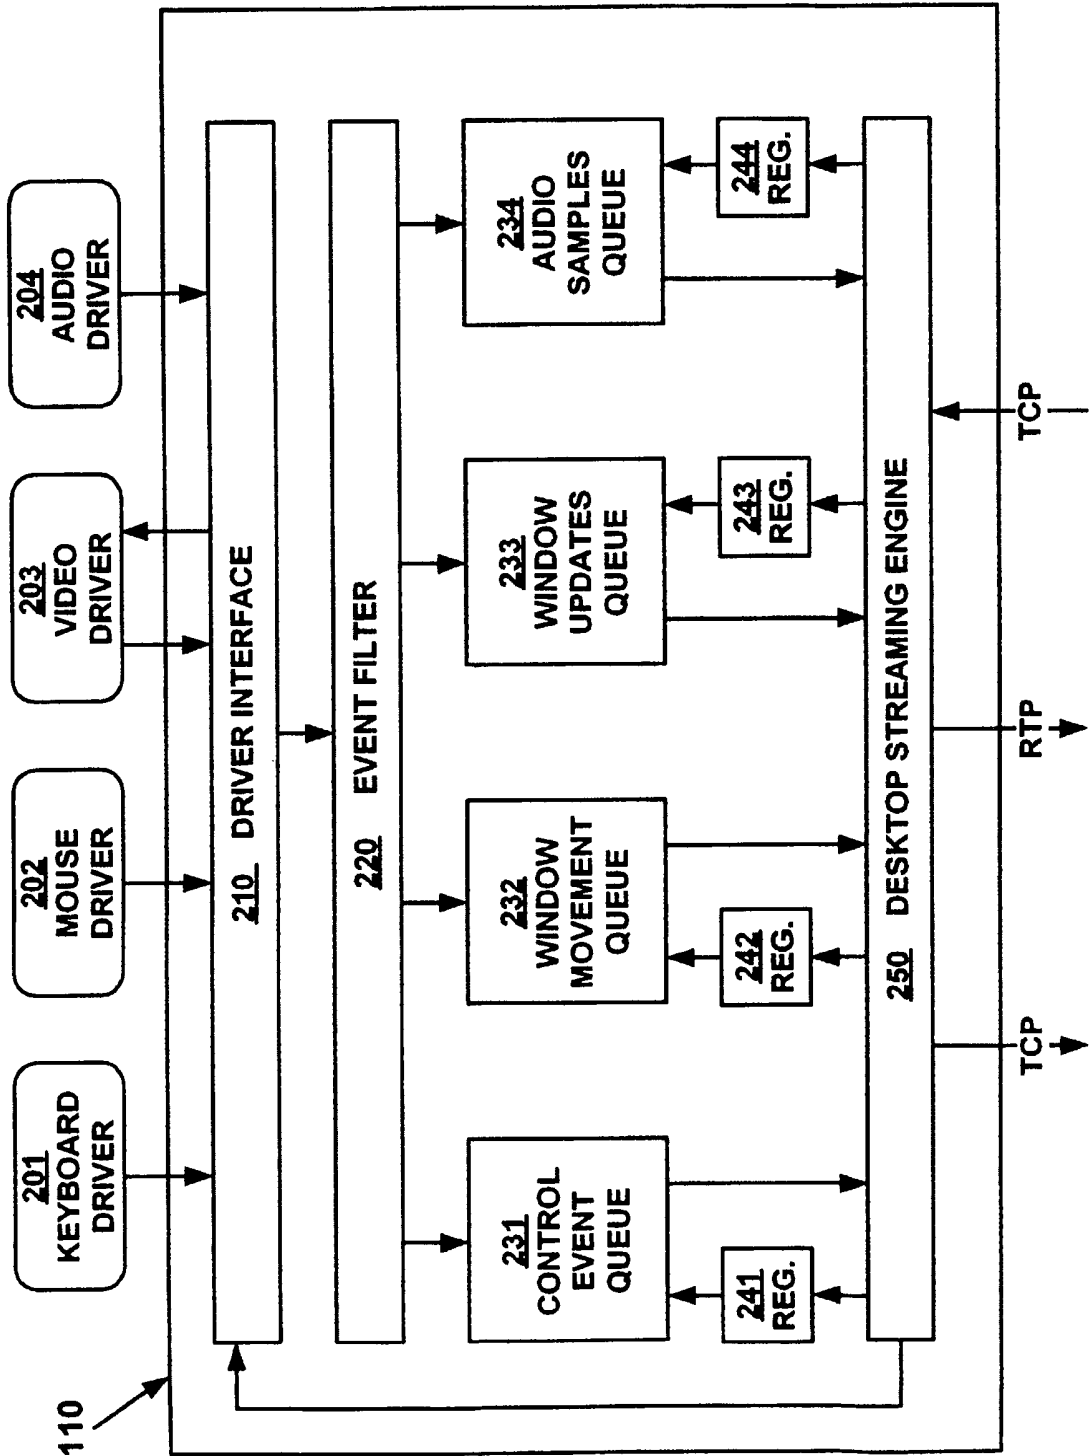 110
201
KEYBOARD
DRIVER
202
MOUSE
DRIVER
203
VIDEO
DRIVER
204
AUDIO
DRIVER
210 DRIVER INTERFACE
220 EVENT FILTER
231
CONTROL
EVENT
QUEUE
232
WINDOW
MOVEMENT
QUEUE
233
WINDOW
UPDATES
QUEUE
234
AUDIO
SAMPLES
QUEUE
241
REG.
242
REG.
243
REG.
244
REG.
250 DESKTOP STREAMING ENGINE
TCP
RTP
TCP